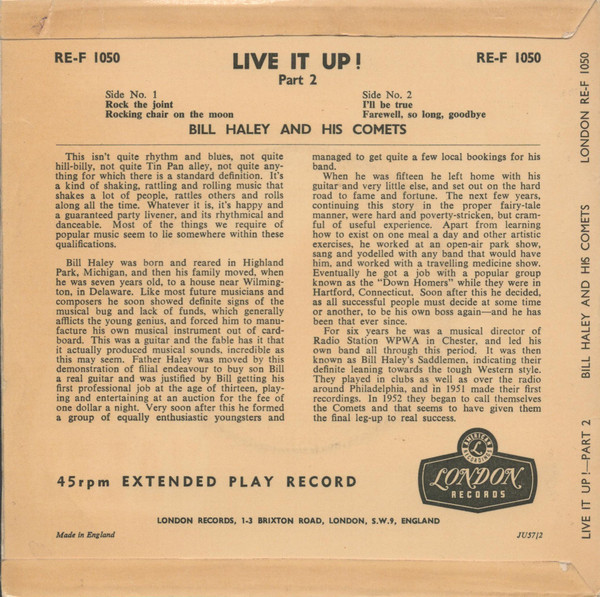 RE-F 1050
LIVE IT UP!
RE-F 1050
Part 2
Side No. 1
Rock the joint
Rocking chair on the moon
Side No. 2
I'll be true
Farewell, so long, goodbye
BILL HALEY AND HIS COMETS
This isn't quite rhythm and blues, not quite
hill-billy, not quite Tin Pan alley, not quite any-
thing for which there is a standard definition. It's
a kind of shaking, rattling and rolling music that
shakes a lot of people, rattles others and rolls
along all the time. Whatever it is, it's happy and
a guaranteed party livener, and its rhythmical and
danceable. Most of the things we require of
popular music seem to lie somewhere within these
qualifications.
Bill Haley was born and reared in Highland
Park, Michigan, and then his family moved, when
he was seven years old, to a house near Wilming-
ton, in Delaware. Like most future musicians and
composers he soon showed definite signs of the
musical bug and lack of funds, which generally
afflicts the young genius, and forced him to manu-
facture his own musical instrument out of card-
board. This was a guitar and the fable has it that
it actually produced musical sounds, incredible as
this may seem. Father Haley was moved by this
demonstration of filial endeavour to buy son Bill
a real guitar and was justified by Bill getting his
first professional job at the age of thirteen, play-
ing and entertaining at an auction for the fee of
one dollar a night. Very soon after this he formed
a group of equally enthusiastic youngsters and
managed to get quite a few local bookings for his
band.
When he was fifteen he left home with his
guitar and very little else, and set out on the hard
road to fame and fortune. The next few years,
continuing this story in the proper fairy-tale
manner, were hard and poverty-stricken, but cram-
ful of useful experience. Apart from learning
how to exist on one meal a day and other artistic
exercises, he worked at an open-air park show,
sang and yodelled with any band that would have
him, and worked with a travelling medicine show.
Eventually he got a job with a popular group
known as the "Down Homers" while they were in
Hartford, Connecticut. Soon after this he decided,
as all successful people must decide at some time
or another, to be his own boss again—and he has
been that ever since.
For six years he was a musical director of
Radio Station WPWA in Chester, and led his
own band all through this period. It was then
known as Bill Haley's Saddlemen, indicating their
definite leaning towards the tough Western style.
They played in clubs as well as over the radio
around Philadelphia, and in 1951 made their first
recordings. In 1952 they began to call themselves
the Comets and that seems to have given them
the final leg-up to real success.
45rpm EXTENDED PLAY RECORD
AMERICAN
RECORDINGS
L
LONDON
RECORDS
LONDON RECORDS, 1-3 BRIXTON ROAD, LONDON, S.W.9, ENGLAND
Made in England
JU57/2
LIVE IT UP!—PART 2 BILL HALEY AND HIS COMETS LONDON RE-F 1050